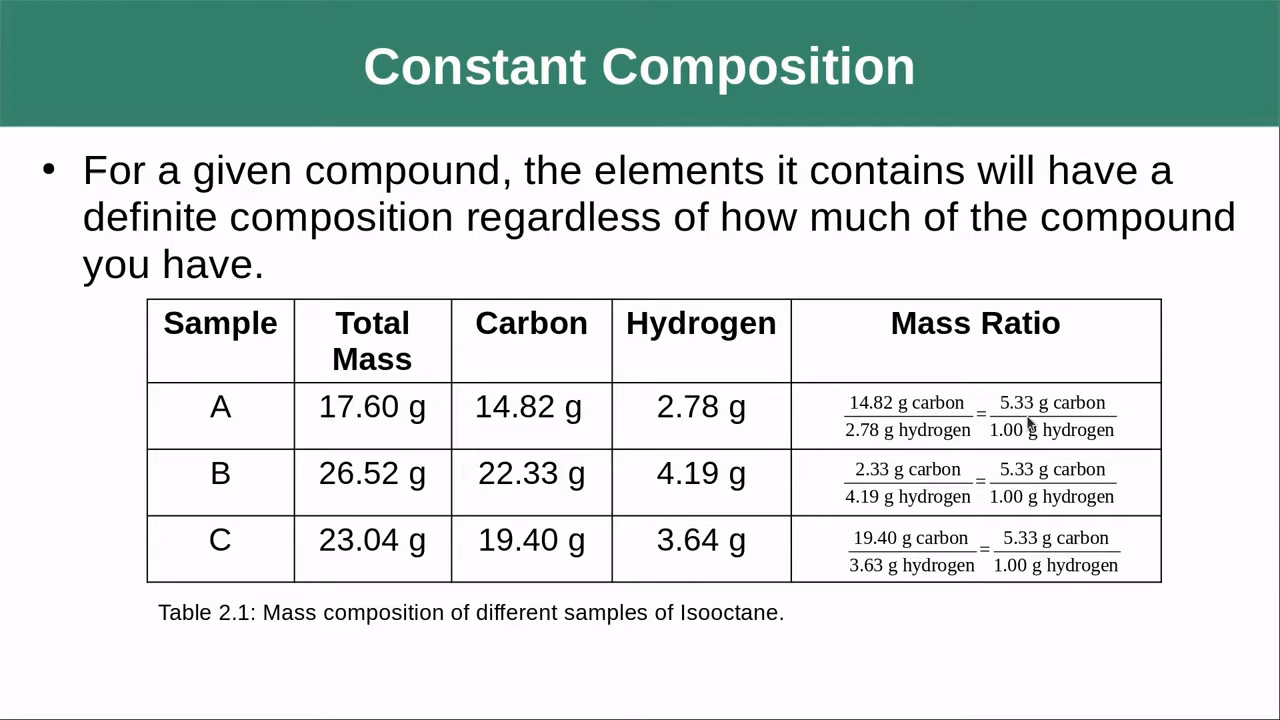 Constant Composition
• For a given compound, the elements it contains will have a
definite composition regardless of how much of the compound
you have.
Sample Total Mass Carbon Hydrogen Mass Ratio
A 17.60 g 14.82 g 2.78 g 14.82 g carbon / 2.78 g hydrogen = 5.33 g carbon / 1.00 g hydrogen
B 26.52 g 22.33 g 4.19 g 2.33 g carbon / 4.19 g hydrogen = 5.33 g carbon / 1.00 g hydrogen
C 23.04 g 19.40 g 3.64 g 19.40 g carbon / 3.63 g hydrogen = 5.33 g carbon / 1.00 g hydrogen
Table 2.1: Mass composition of different samples of Isooctane.